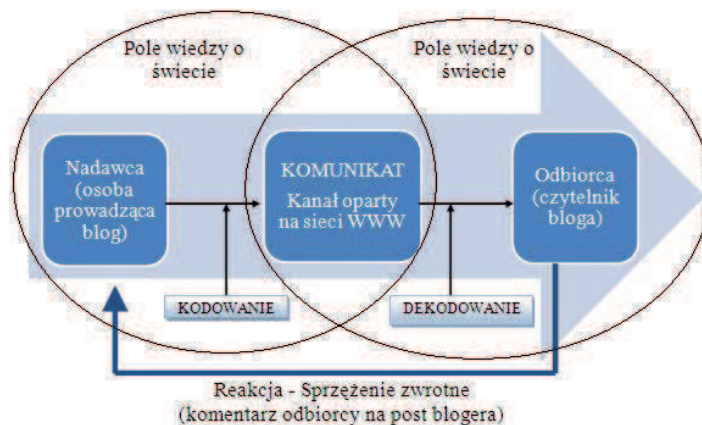 Pole wiedzy o
świecie
Pole wiedzy o
świecie
Nadawca
(osoba
prowadząca
blog)
KOMUNIKAT
Kanał oparty
na sieci WWW
Odbiorca
(czytelnik
bloga)
KODOWANIE
DEKODOWANIE
Reakcja - Sprzężenie zwrotne
(komentarz odbiorcy na post blogera)